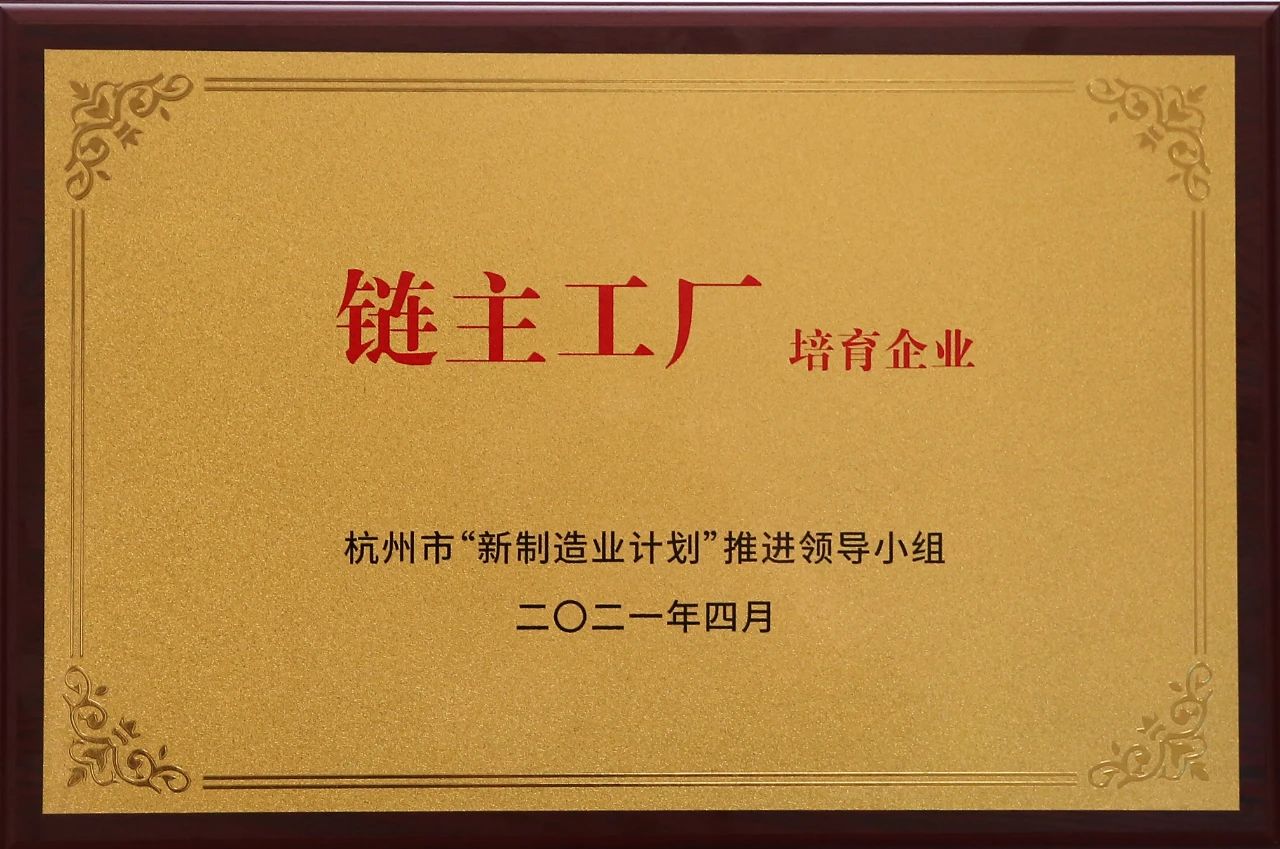 链主工厂 培育企业
杭州市“新制造业计划”推进领导小组
二〇二一年四月